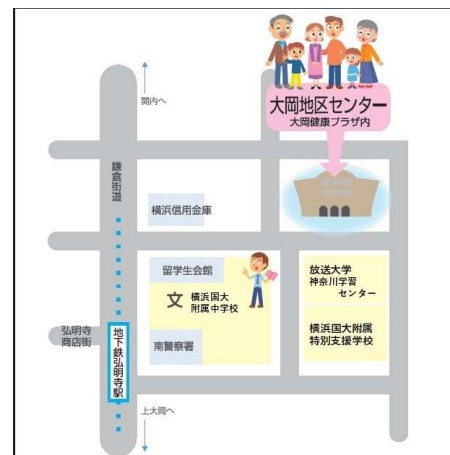 大岡地区センター
大岡健康プラザ内
関内へ
鎌倉街道
横浜信用金庫
留学生会館
文
横浜国大
附属中学校
南警察署
放送大学
神奈川学習
センター
横浜国大附属
特別支援学校
弘明寺
商店街
地下鉄弘明寺駅
上大岡へ